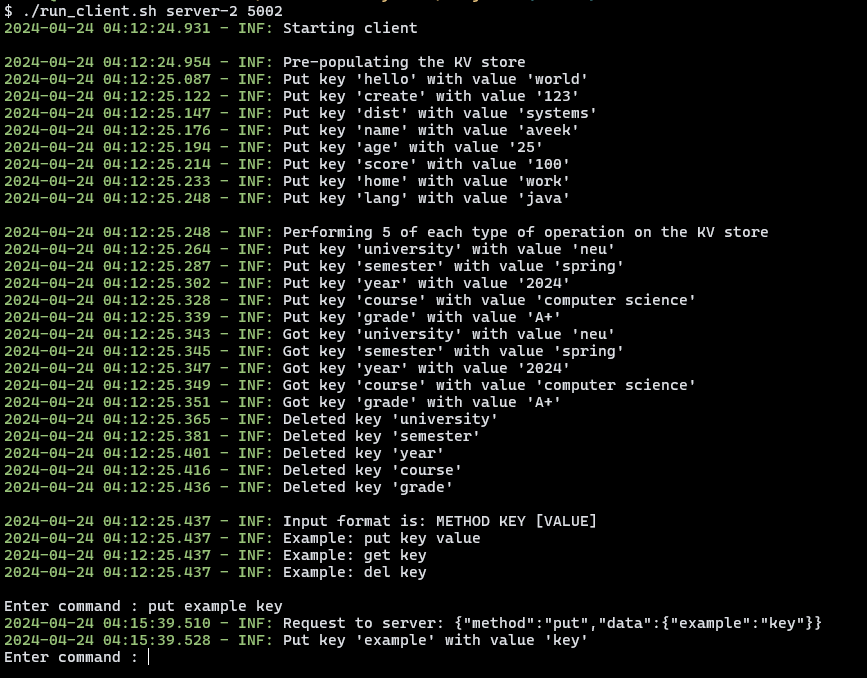 $ ./run_client.sh server-2 5002
2024-04-24 04:12:24.931 - INF: Starting client
2024-04-24 04:12:24.954 - INF: Pre-populating the KV store
2024-04-24 04:12:25.087 - INF: Put key 'hello' with value 'world'
2024-04-24 04:12:25.122 - INF: Put key 'create' with value '123'
2024-04-24 04:12:25.147 - INF: Put key 'dist' with value 'systems'
2024-04-24 04:12:25.176 - INF: Put key 'name' with value 'aveek'
2024-04-24 04:12:25.194 - INF: Put key 'age' with value '25'
2024-04-24 04:12:25.214 - INF: Put key 'score' with value '100'
2024-04-24 04:12:25.233 - INF: Put key 'home' with value 'work'
2024-04-24 04:12:25.248 - INF: Put key 'lang' with value 'java'
2024-04-24 04:12:25.248 - INF: Performing 5 of each type of operation on the KV store
2024-04-24 04:12:25.264 - INF: Put key 'university' with value 'neu'
2024-04-24 04:12:25.287 - INF: Put key 'semester' with value 'spring'
2024-04-24 04:12:25.302 - INF: Put key 'year' with value '2024'
2024-04-24 04:12:25.328 - INF: Put key 'course' with value 'computer science'
2024-04-24 04:12:25.339 - INF: Put key 'grade' with value 'A+'
2024-04-24 04:12:25.343 - INF: Got key 'university' with value 'neu'
2024-04-24 04:12:25.345 - INF: Got key 'semester' with value 'spring'
2024-04-24 04:12:25.347 - INF: Got key 'year' with value '2024'
2024-04-24 04:12:25.349 - INF: Got key 'course' with value 'computer science'
2024-04-24 04:12:25.351 - INF: Got key 'grade' with value 'A+'
2024-04-24 04:12:25.365 - INF: Deleted key 'university'
2024-04-24 04:12:25.381 - INF: Deleted key 'semester'
2024-04-24 04:12:25.401 - INF: Deleted key 'year'
2024-04-24 04:12:25.416 - INF: Deleted key 'course'
2024-04-24 04:12:25.436 - INF: Deleted key 'grade'
2024-04-24 04:12:25.437 - INF: Input format is: METHOD KEY [VALUE]
2024-04-24 04:12:25.437 - INF: Example: put key value
2024-04-24 04:12:25.437 - INF: Example: get key
2024-04-24 04:12:25.437 - INF: Example: del key
Enter command : put example key
2024-04-24 04:15:39.510 - INF: Request to server: {"method":"put","data":{"example":"key"}}
2024-04-24 04:15:39.528 - INF: Put key 'example' with value 'key'
Enter command :